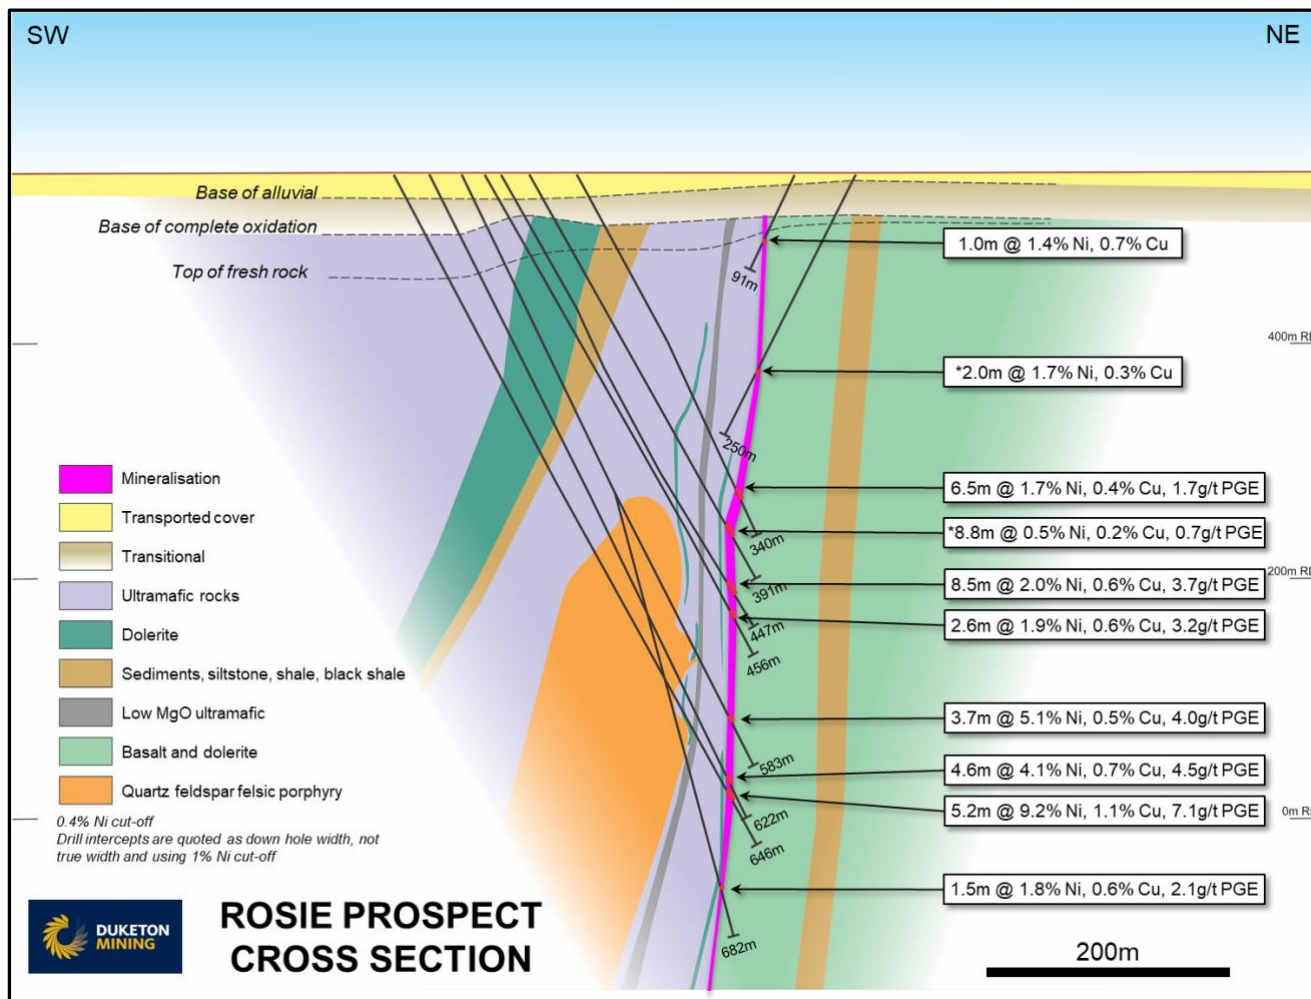 SW
NE
Base of alluvial
Base of complete oxidation
Top of fresh rock
91m
250m
340m
391m
447m
456m
583m
622m
646m
682m
1.0m @ 1.4% Ni, 0.7% Cu
*2.0m @ 1.7% Ni, 0.3% Cu
6.5m @ 1.7% Ni, 0.4% Cu, 1.7g/t PGE
*8.8m @ 0.5% Ni, 0.2% Cu, 0.7g/t PGE
8.5m @ 2.0% Ni, 0.6% Cu, 3.7g/t PGE
2.6m @ 1.9% Ni, 0.6% Cu, 3.2g/t PGE
3.7m @ 5.1% Ni, 0.5% Cu, 4.0g/t PGE
4.6m @ 4.1% Ni, 0.7% Cu, 4.5g/t PGE
5.2m @ 9.2% Ni, 1.1% Cu, 7.1g/t PGE
1.5m @ 1.8% Ni, 0.6% Cu, 2.1g/t PGE
400m RL
200m RL
0m RL
Mineralisation
Transported cover
Transitional
Ultramafic rocks
Dolerite
Sediments, siltstone, shale, black shale
Low MgO ultramafic
Basalt and dolerite
Quartz feldspar felsic porphyry
0.4% Ni cut-off
Drill intercepts are quoted as down hole width, not
true width and using 1% Ni cut-off
DUKETON
MINING
ROSIE PROSPECT
CROSS SECTION
200m